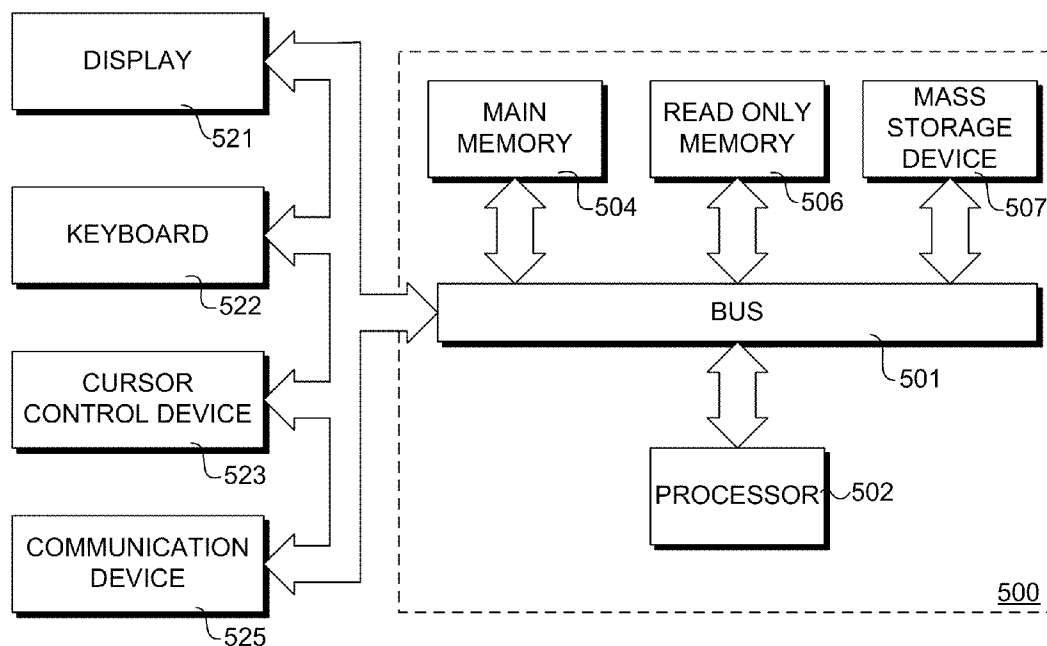 DISPLAY
521
KEYBOARD
522
CURSOR
CONTROL DEVICE
523
COMMUNICATION
DEVICE
525
MAIN
MEMORY
504
READ ONLY
MEMORY
506
MASS
STORAGE
DEVICE
507
BUS
501
PROCESSOR
502
500